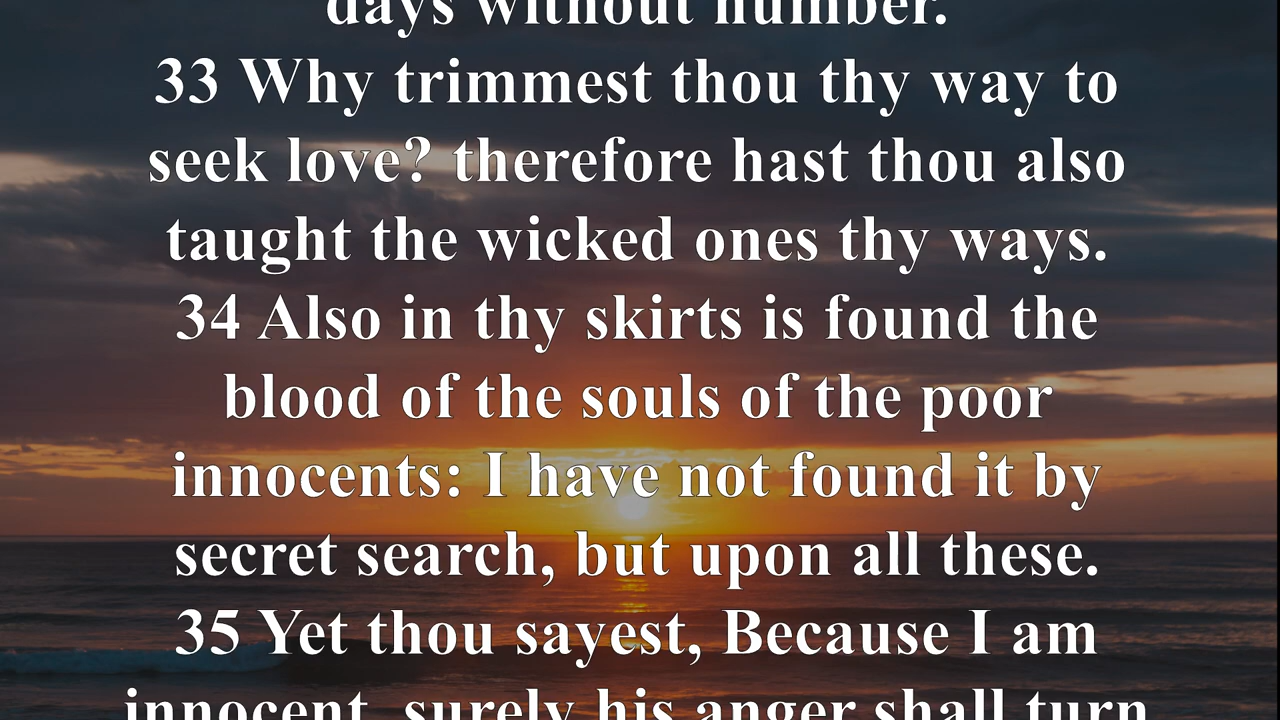 days without number.
33 Why trimmest thou thy way to
seek love? therefore hast thou also
taught the wicked ones thy ways.
34 Also in thy skirts is found the
blood of the souls of the poor
innocents: I have not found it by
secret search, but upon all these.
35 Yet thou sayest, Because I am
innocent, surely his anger shall turn